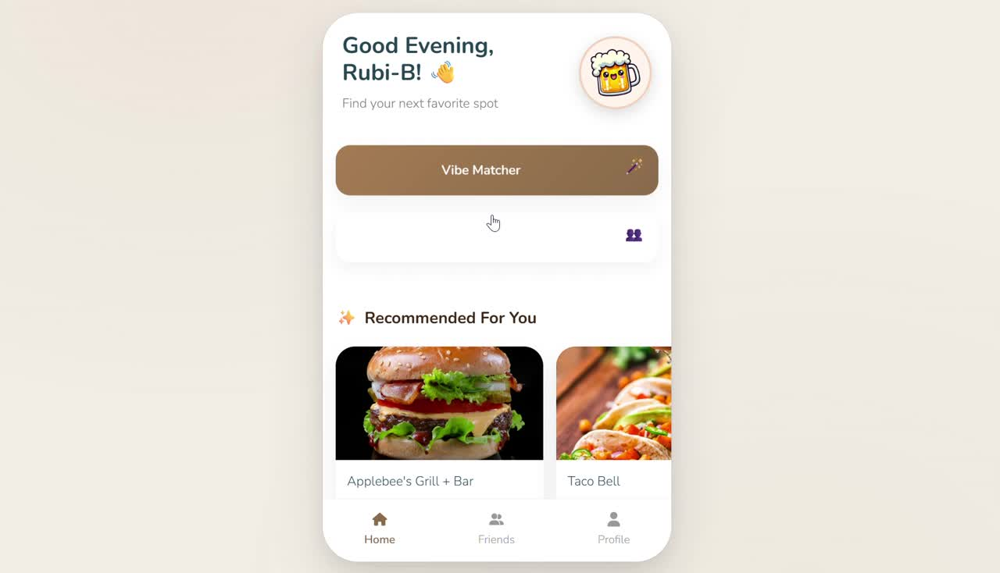 Good Evening,
Rubi-B! 👋
Find your next favorite spot
Vibe Matcher
Recommended For You
Applebee's Grill + Bar
Taco Bell
Home
Friends
Profile